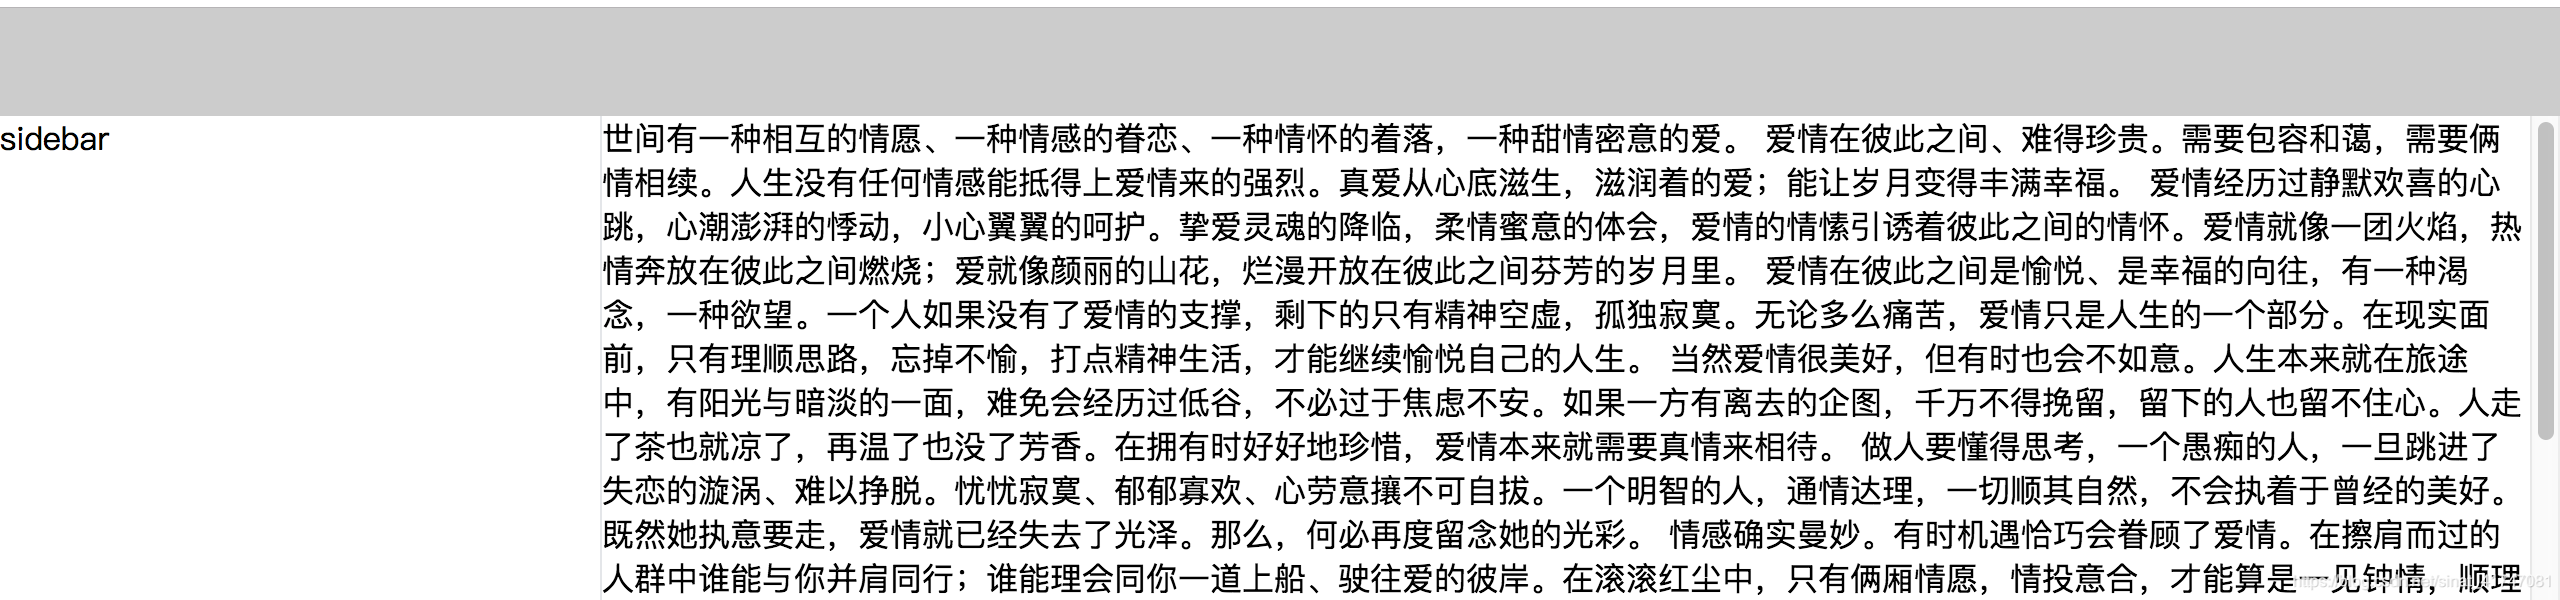 sidebar
世间有一种相互的情愿、一种情感的眷恋、一种情怀的着落，一种甜情密意的爱。 爱情在彼此之间、难得珍贵。需要包容和蔼，需要俩
情相续。人生没有任何情感能抵得上爱情来的强烈。真爱从心底滋生，滋润着的爱；能让岁月变得丰满幸福。 爱情经历过静默欢喜的心
跳，心潮澎湃的悸动，小心翼翼的呵护。挚爱灵魂的降临，柔情蜜意的体会，爱情的情愫引诱着彼此之间的情怀。爱情就像一团火焰，热
情奔放在彼此之间燃烧；爱就像颜丽的山花，烂漫开放在彼此之间芬芳的岁月里。 爱情在彼此之间是愉悦、是幸福的向往，有一种渴
念，一种欲望。一个人如果没有了爱情的支撑，剩下的只有精神空虚，孤独寂寞。无论多么痛苦，爱情只是人生的一个部分。在现实面
前，只有理顺思路，忘掉不愉，打点精神生活，才能继续愉悦自己的人生。 当然爱情很美好，但有时也会不如意。人生本来就在旅途
中，有阳光与暗淡的一面，难免会经历过低谷，不必过于焦虑不安。如果一方有离去的企图，千万不得挽留，留下的人也留不住心。人走
了茶也就凉了，再温了也没了芳香。在拥有时好好地珍惜，爱情本来就需要真情来相待。 做人要懂得思考，一个愚痴的人，一旦跳进了
失恋的漩涡、难以挣脱。忧忧寂寞、郁郁寡欢、心劳意攘不可自拔。一个明智的人，通情达理，一切顺其自然，不会执着于曾经的美好。
既然她执意要走，爱情就已经失去了光泽。那么，何必再度留念她的光彩。 情感确实曼妙。有时机遇恰巧会眷顾了爱情。在擦肩而过的
人群中谁能与你并肩同行；谁能理会同你一道上船、驶往爱的彼岸。在滚滚红尘中，只有俩厢情愿，情投意合，才能算是一见钟情，顺理